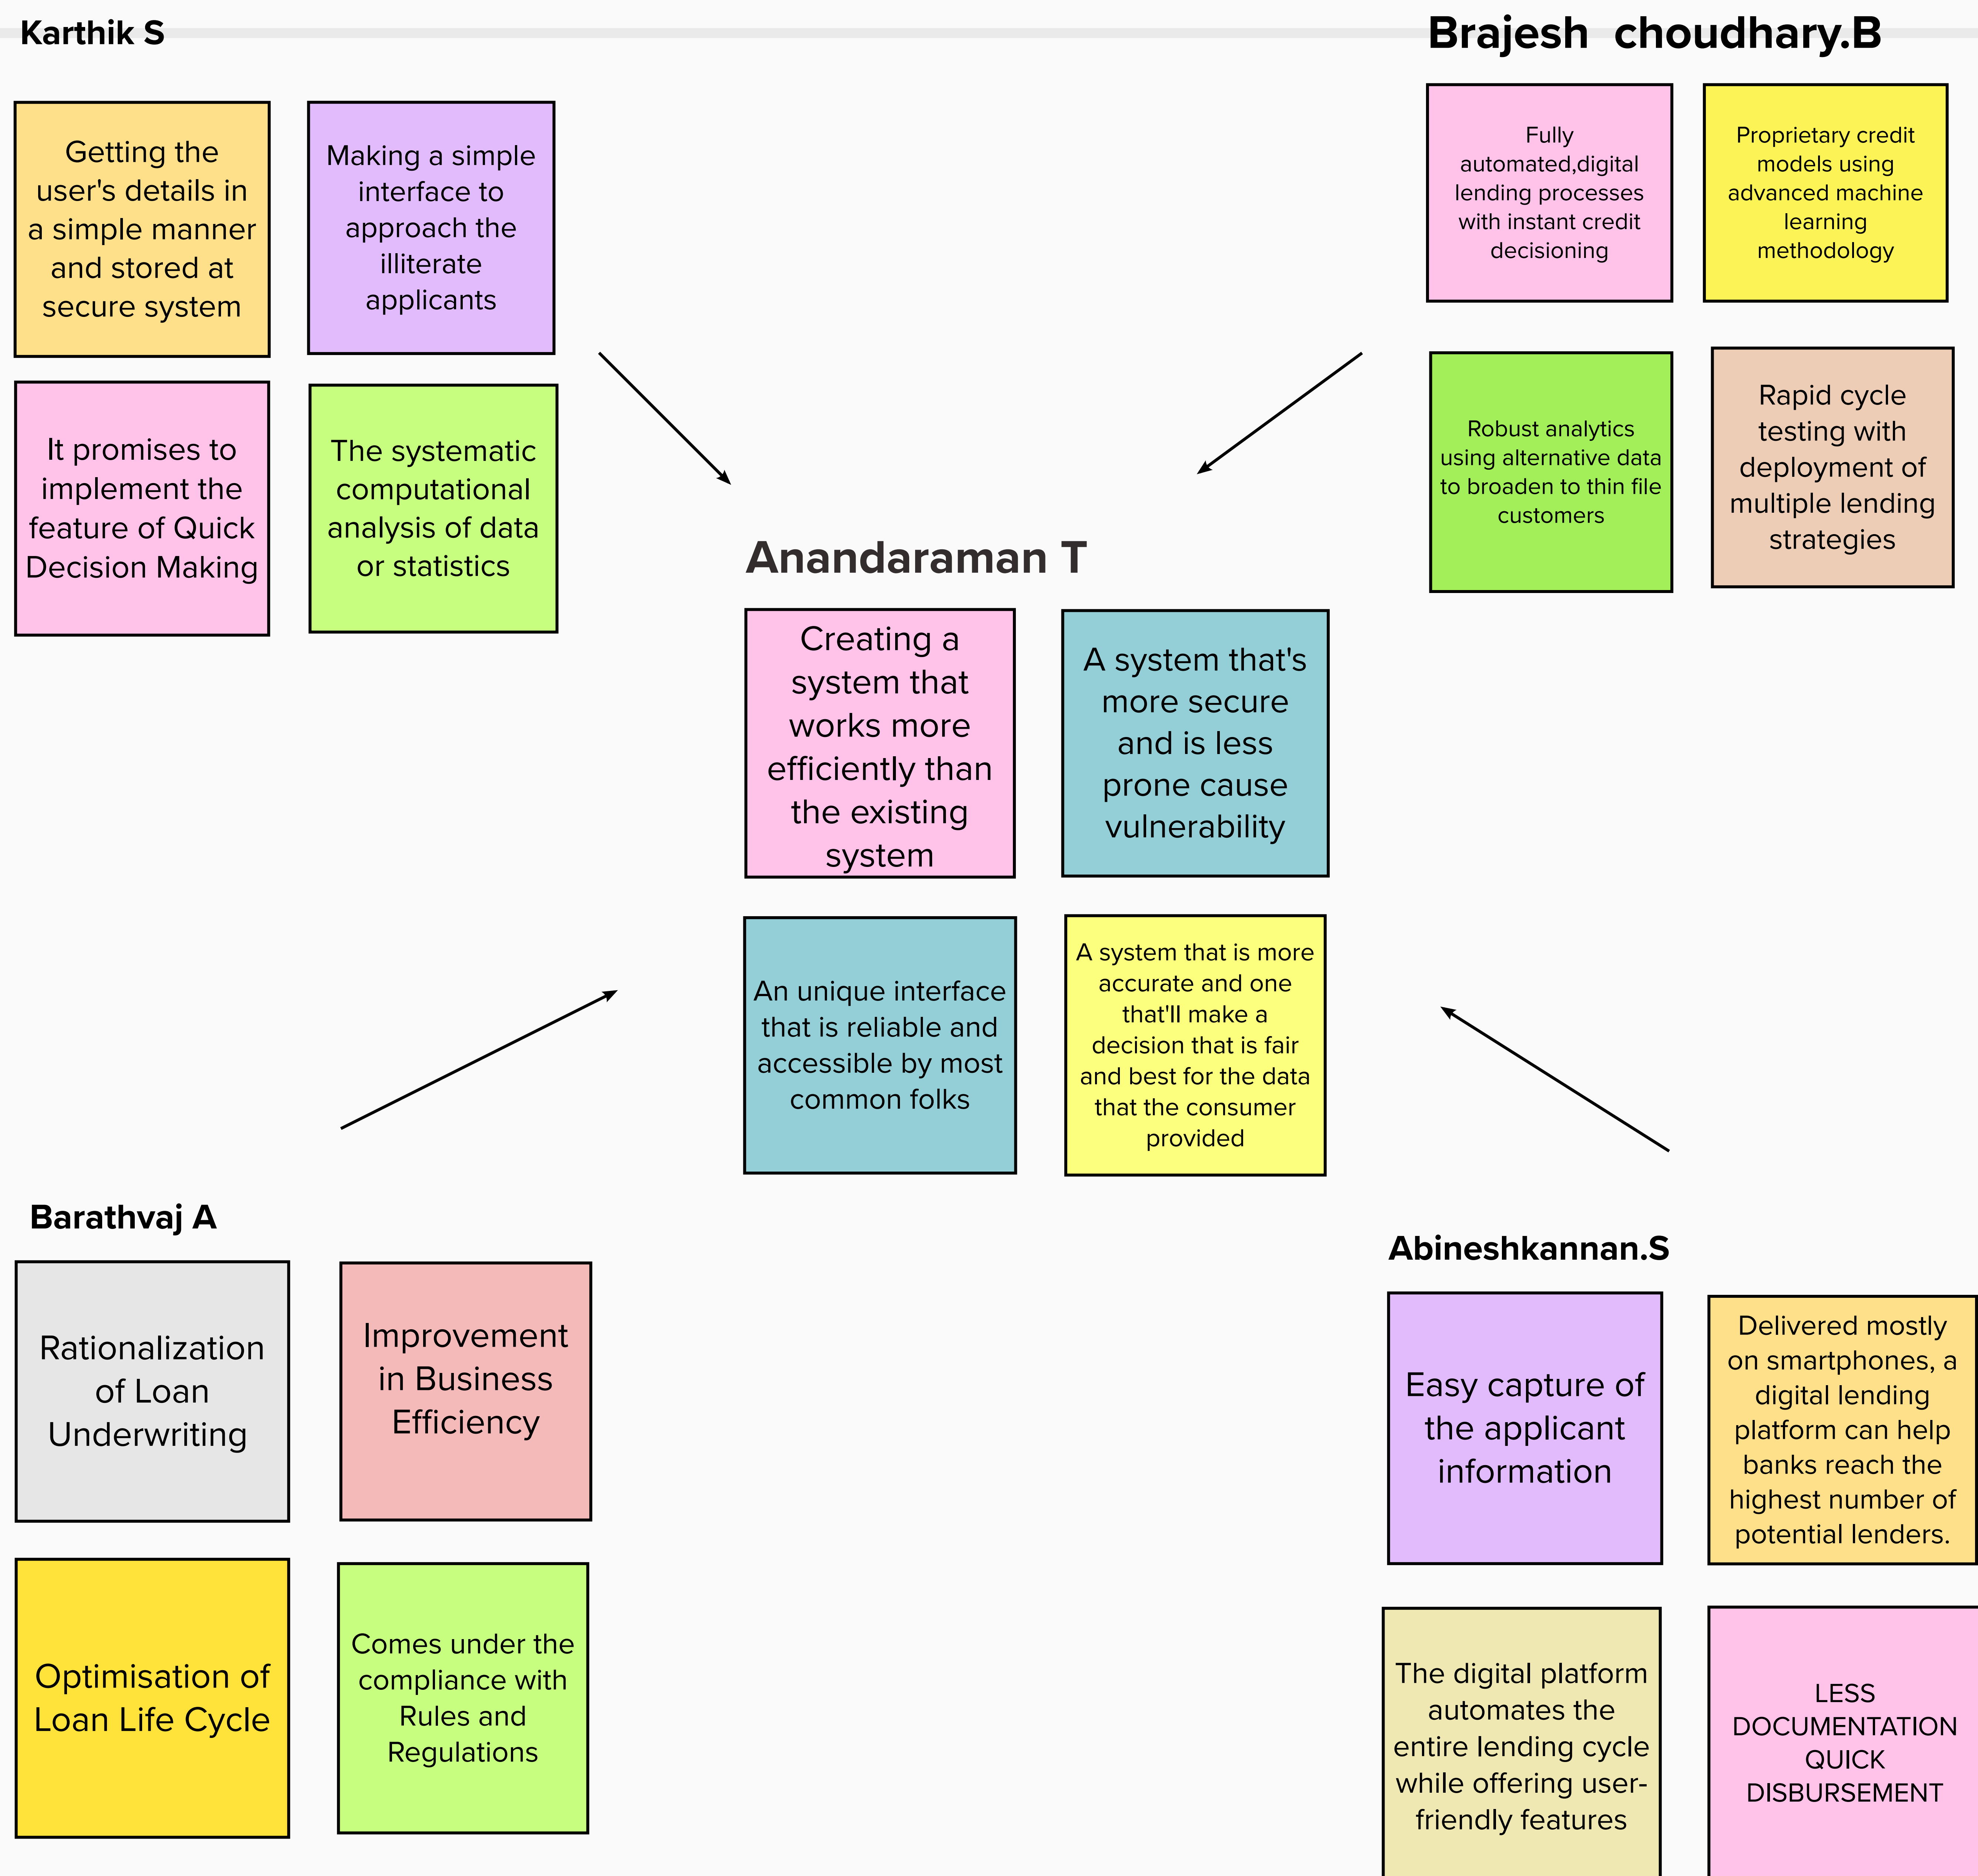 Karthik S
Getting the
user's details in
a simple manner
and stored at
secure system
Making a simple
interface to
approach the
illiterate
applicants
It promises to
implement the
feature of Quick
Decision Making
The systematic
computational
analysis of data
or statistics
Brajesh  choudhary.B
Fully
automated,digital
lending processes
with instant credit
decisioning
Proprietary credit
models using
advanced machine
learning
methodology
Robust analytics
using alternative data
to broaden to thin file
customers
Rapid cycle
testing with
deployment of
multiple lending
strategies
Anandaraman T
Creating a
system that
works more
efficiently than
the existing
system
A system that's
more secure
and is less
prone cause
vulnerability
An unique interface
that is reliable and
accessible by most
common folks
A system that is more
accurate and one
that'll make a
decision that is fair
and best for the data
that the consumer
provided
Barathvaj A
Rationalization
of Loan
Underwriting
Improvement
in Business
Efficiency
Optimisation of
Loan Life Cycle
Comes under the
compliance with
Rules and
Regulations
Abineshkannan.S
Easy capture of
the applicant
information
Delivered mostly
on smartphones, a
digital lending
platform can help
banks reach the
highest number of
potential lenders.
The digital platform
automates the
entire lending cycle
while offering user-
friendly features
LESS
DOCUMENTATION
QUICK
DISBURSEMENT